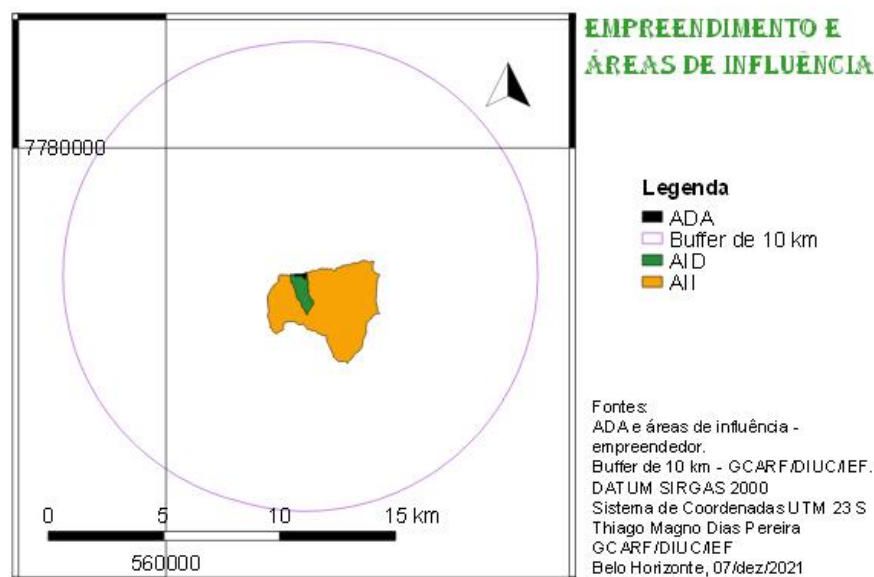 EMPREENDIMENTO E
ÁREAS DE INFLUÊNCIA
7780000
Legenda
ADA
Buffer de 10 km
AID
AII
Fontes:
ADA e áreas de influência -
empreendedor.
Buffer de 10 km - GCARF/DIUC/IEF.
DATUM SIRGAS 2000
Sistema de Coordenadas UTM 23 S
Thiago Magno Dias Pereira
GCARF/DIUC/IEF
Belo Horizonte, 07/dez/2021
0 5 10 15 km
560000